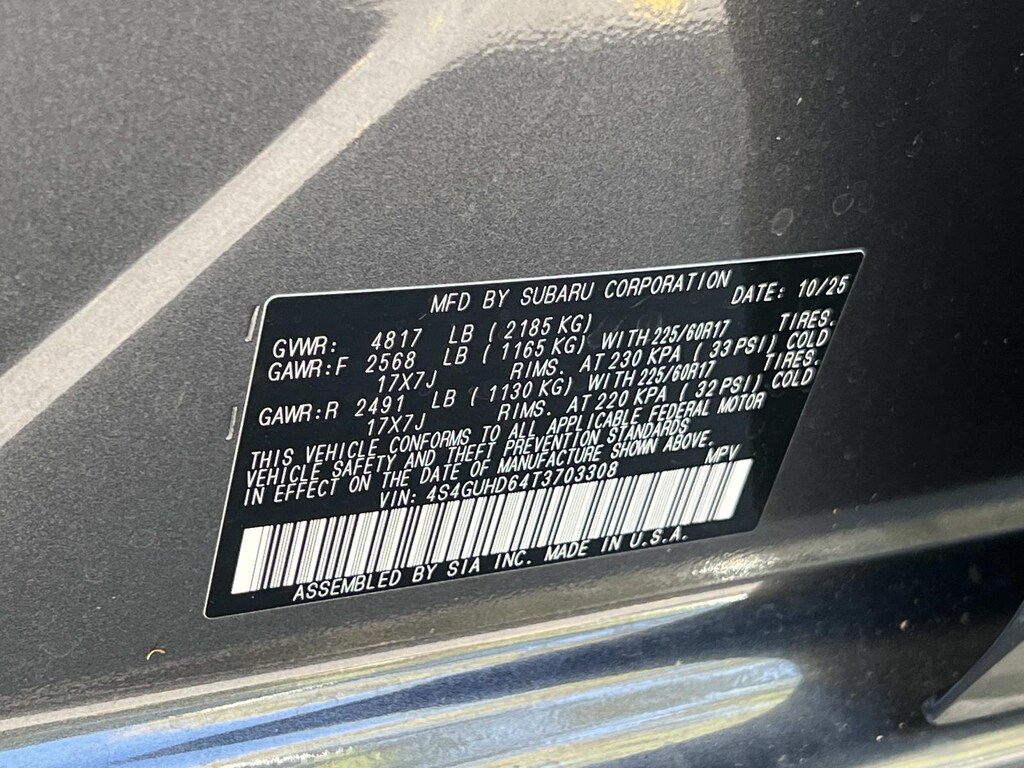 MFD BY SUBARU CORPORATION DATE: 10/25
GVWR: 4817 LB ( 2185 KG)
GAWR:F 2568 LB ( 1165 KG) WITH 225/60R17 TIRES.
17X7J RIMS. AT 230 KPA ( 33 PSI) COLD
GAWR:R 2491 LB ( 1130 KG) WITH 225/60R17 TIRES.
17X7J RIMS. AT 220 KPA ( 32 PSI) COLD
THIS VEHICLE CONFORMS TO ALL APPLICABLE FEDERAL MOTOR
VEHICLE SAFETY AND THEFT PREVENTION STANDARDS
IN EFFECT ON THE DATE OF MANUFACTURE SHOWN ABOVE.
VIN: 4S4GUHD64T3703308 MPV
ASSEMBLED BY SIA INC. MADE IN U.S.A.